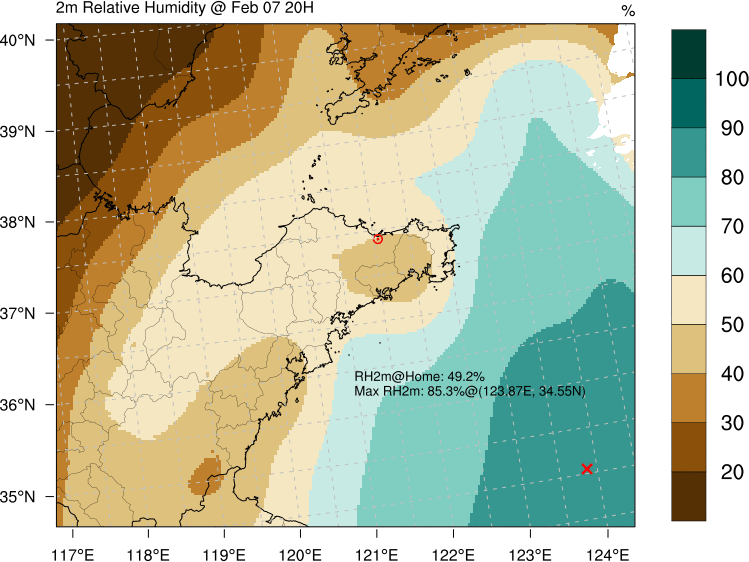 2m Relative Humidity @ Feb 07 20H
%
40°N
39°N
38°N
37°N
36°N
35°N
RH2m@Home: 49.2%
Max RH2m: 85.3%@(123.87E, 34.55N)
117°E 118°E 119°E 120°E 121°E 122°E 123°E 124°E
100
90
80
70
60
50
40
30
20